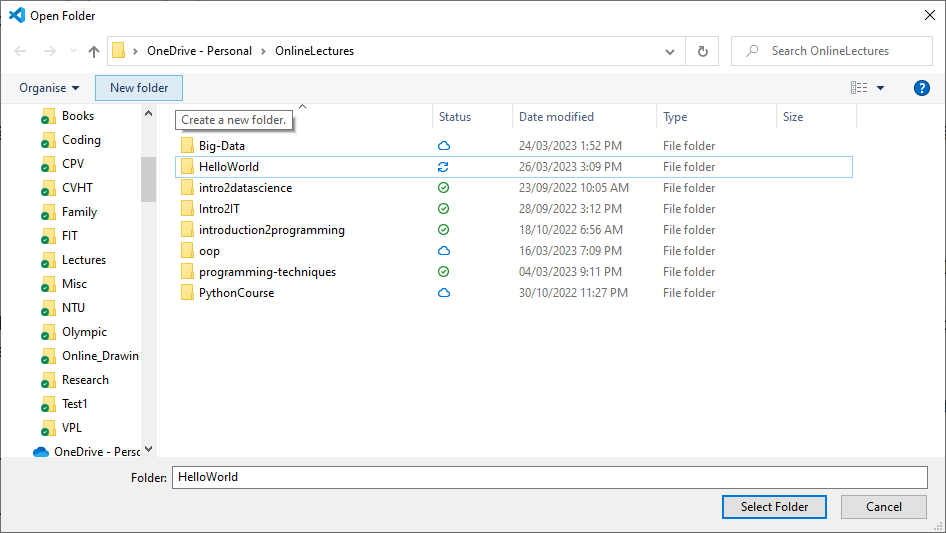 Open Folder
OneDrive - Personal > OnlineLectures
Search OnlineLectures
Organise
New folder
Create a new folder.
Status Date modified Type Size
Books
Coding
CPV
CVHT
Family
FIT
Lectures
Misc
NTU
Olympic
Online_Drawin
Research
Test1
VPL
OneDrive - Perso
Big-Data 24/03/2023 1:52 PM File folder
HelloWorld 26/03/2023 3:09 PM File folder
intro2datascience 23/09/2022 10:05 AM File folder
Intro2IT 28/09/2022 3:12 PM File folder
introduction2programming 18/10/2022 6:56 AM File folder
oop 16/03/2023 7:09 PM File folder
programming-techniques 04/03/2023 9:11 PM File folder
PythonCourse 30/10/2022 11:27 PM File folder
Folder: HelloWorld
Select Folder
Cancel